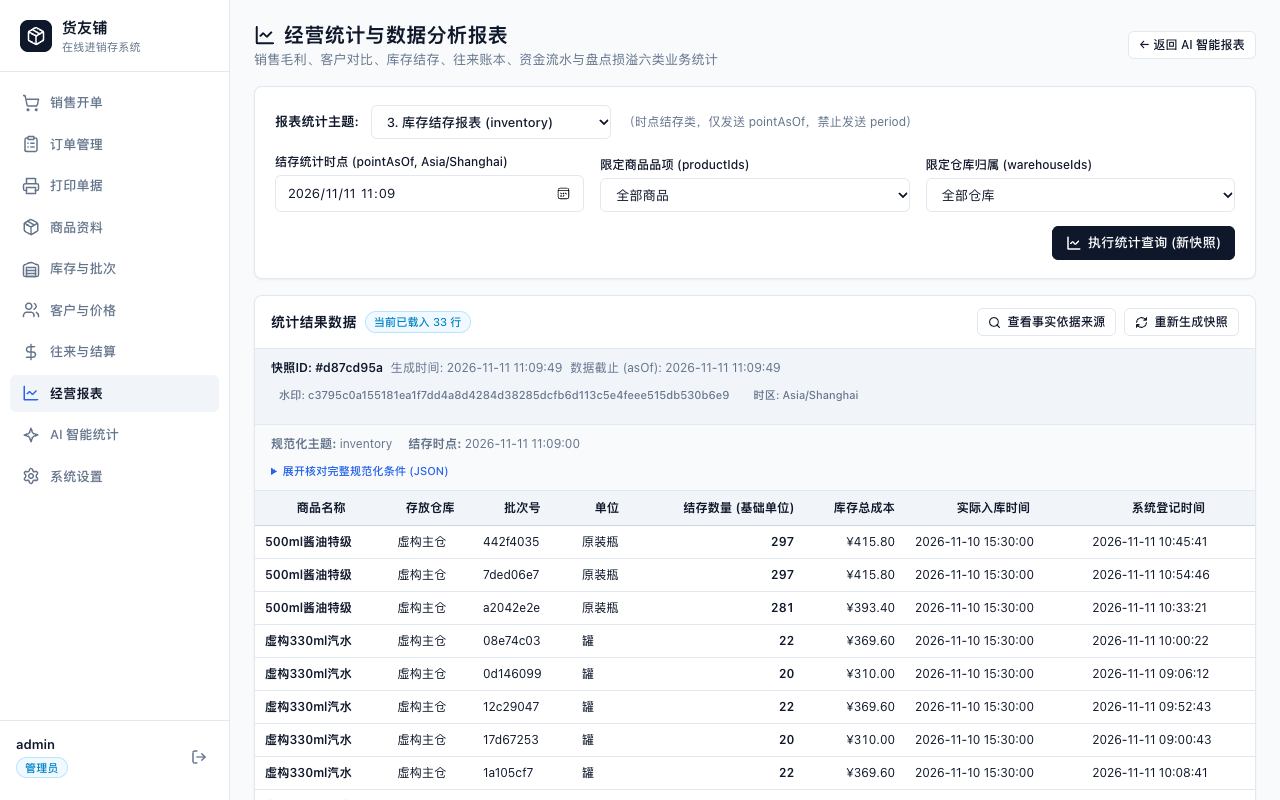 货友铺
在线进销存系统
销售开单
订单管理
打印单据
商品资料
库存与批次
客户与价格
往来与结算
经营报表
AI 智能统计
系统设置
admin
管理员
经营统计与数据分析报表
销售毛利、客户对比、库存结存、往来账本、资金流水与盘点损溢六类业务统计
← 返回 AI 智能报表
报表统计主题: 3. 库存结存报表 (inventory) (时点结存类，仅发送 pointAsOf，禁止发送 period)
结存统计时点 (pointAsOf, Asia/Shanghai)
2026/11/11 11:09
限定商品品项 (productIds)
全部商品
限定仓库归属 (warehouseIds)
全部仓库
执行统计查询 (新快照)
统计结果数据 当前已载入 33 行 查看事实依据来源 重新生成快照
快照ID: #d87cd95a 生成时间: 2026-11-11 11:09:49 数据截止 (asOf): 2026-11-11 11:09:49
水印: c3795c0a155181ea1f7dd4a8d4284d38285dcfb6d113c5e4feee515db530b6e9 时区: Asia/Shanghai
规范化主题: inventory 结存时点: 2026-11-11 11:09:00
展开核对完整规范化条件 (JSON)
商品名称 存放仓库 批次号 单位 结存数量 (基础单位) 库存总成本 实际入库时间 系统登记时间
500ml酱油特级 虚构主仓 442f4035 原装瓶 297 ¥415.80 2026-11-10 15:30:00 2026-11-11 10:45:41
500ml酱油特级 虚构主仓 7ded06e7 原装瓶 297 ¥415.80 2026-11-10 15:30:00 2026-11-11 10:54:46
500ml酱油特级 虚构主仓 a2042e2e 原装瓶 281 ¥393.40 2026-11-10 15:30:00 2026-11-11 10:33:21
虚构330ml汽水 虚构主仓 08e74c03 罐 22 ¥369.60 2026-11-10 15:30:00 2026-11-11 10:00:22
虚构330ml汽水 虚构主仓 0d146099 罐 20 ¥310.00 2026-11-10 15:30:00 2026-11-11 09:06:12
虚构330ml汽水 虚构主仓 12c29047 罐 22 ¥369.60 2026-11-10 15:30:00 2026-11-11 09:52:43
虚构330ml汽水 虚构主仓 17d67253 罐 20 ¥310.00 2026-11-10 15:30:00 2026-11-11 09:00:43
虚构330ml汽水 虚构主仓 1a105cf7 罐 22 ¥369.60 2026-11-10 15:30:00 2026-11-11 10:08:41